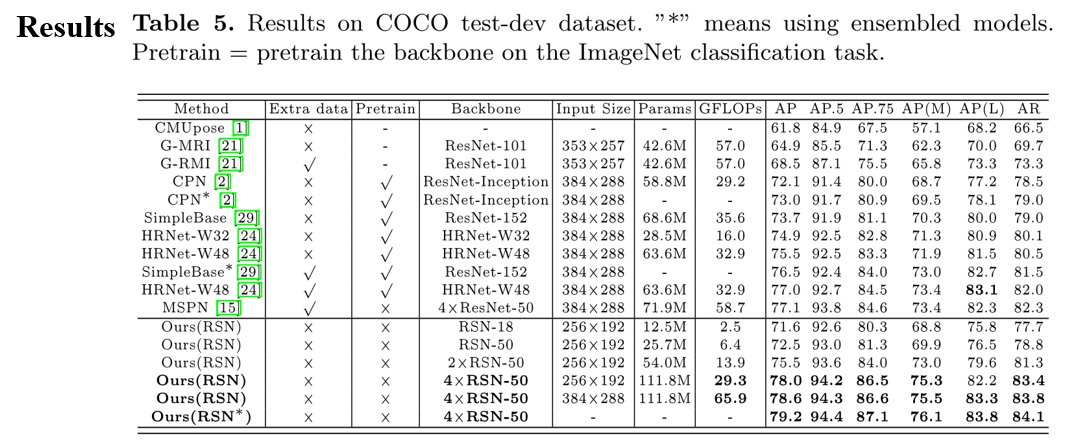 Results
Table 5. Results on COCO test-dev dataset. "*" means using ensembled models.
Pretrain = pretrain the backbone on the ImageNet classification task.
Method Extra data Pretrain Backbone Input Size Params GFLOPs AP AP.5 AP.75 AP(M) AP(L) AR
CMUpose [1] × - - - - - 61.8 84.9 67.5 57.1 68.2 66.5
G-MRI [21] × - ResNet-101 353×257 42.6M 57.0 64.9 85.5 71.3 62.3 70.0 69.7
G-RMI [21] ✓ - ResNet-101 353×257 42.6M 57.0 68.5 87.1 75.5 65.8 73.3 73.3
CPN [2] × ✓ ResNet-Inception 384×288 58.8M 29.2 72.1 91.4 80.0 68.7 77.2 78.5
CPN* [2] × ✓ ResNet-Inception 384×288 - - 73.0 91.7 80.9 69.5 78.1 79.0
SimpleBase [29] × ✓ ResNet-152 384×288 68.6M 35.6 73.7 91.9 81.1 70.3 80.0 79.0
HRNet-W32 [24] × ✓ HRNet-W32 384×288 28.5M 16.0 74.9 92.5 82.8 71.3 80.9 80.1
HRNet-W48 [24] × ✓ HRNet-W48 384×288 63.6M 32.9 75.5 92.5 83.3 71.9 81.5 80.5
SimpleBase* [29] ✓ ✓ ResNet-152 384×288 - - 76.5 92.4 84.0 73.0 82.7 81.5
HRNet-W48 [24] ✓ ✓ HRNet-W48 384×288 63.6M 32.9 77.0 92.7 84.5 73.4 83.1 82.0
MSPN [15] ✓ × 4×ResNet-50 384×288 71.9M 58.7 77.1 93.8 84.6 73.4 82.3 82.3
Ours(RSN) × × RSN-18 256×192 12.5M 2.5 71.6 92.6 80.3 68.8 75.8 77.7
Ours(RSN) × × RSN-50 256×192 25.7M 6.4 72.5 93.0 81.3 69.9 76.5 78.8
Ours(RSN) × × 2×RSN-50 256×192 54.0M 13.9 75.5 93.6 84.0 73.0 79.6 81.3
Ours(RSN) × × 4×RSN-50 256×192 111.8M 29.3 78.0 94.2 86.5 75.3 82.2 83.4
Ours(RSN) × × 4×RSN-50 384×288 111.8M 65.9 78.6 94.3 86.6 75.5 83.3 83.8
Ours(RSN*) × × 4×RSN-50 - - - 79.2 94.4 87.1 76.1 83.8 84.1